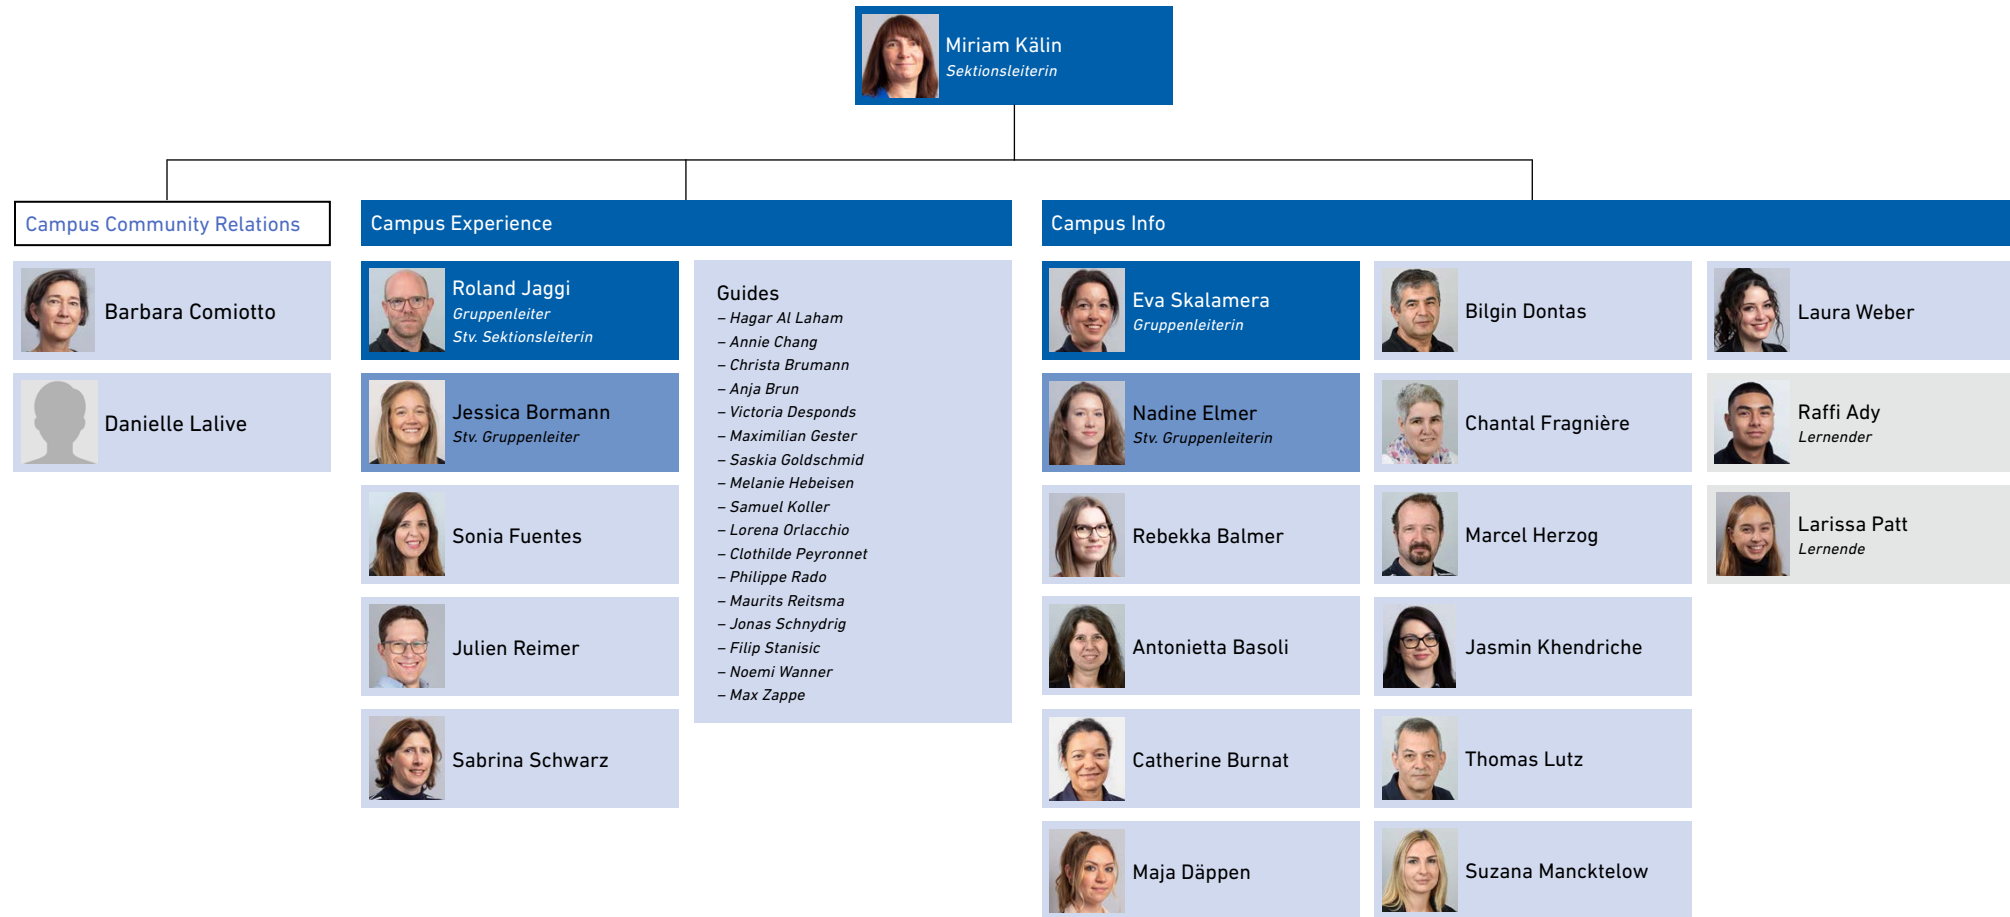 Miriam Kälin
Sektionsleiterin
Campus Community Relations
Barbara Comiotto
Danielle Lalive
Campus Experience
Roland Jaggi
Gruppenleiter
Stv. Sektionsleiterin
Jessica Bormann
Stv. Gruppenleiter
Sonia Fuentes
Julien Reimer
Sabrina Schwarz
Guides
– Hagar Al Laham
– Annie Chang
– Christa Brumann
– Anja Brun
– Victoria Desponds
– Maximilian Gester
– Saskia Goldschmid
– Melanie Hebeisen
– Samuel Koller
– Lorena Orlacchio
– Clothilde Peyronnet
– Philippe Rado
– Maurits Reitsma
– Jonas Schnydrig
– Filip Stanisic
– Noemi Wanner
– Max Zappe
Campus Info
Eva Skalamera
Gruppenleiterin
Nadine Elmer
Stv. Gruppenleiterin
Rebekka Balmer
Antonietta Basoli
Catherine Burnat
Maja Däppen
Bilgin Dontas
Chantal Fragnière
Marcel Herzog
Jasmin Khendriche
Thomas Lutz
Suzana Mancktelow
Laura Weber
Raffi Ady
Lernender
Larissa Patt
Lernende